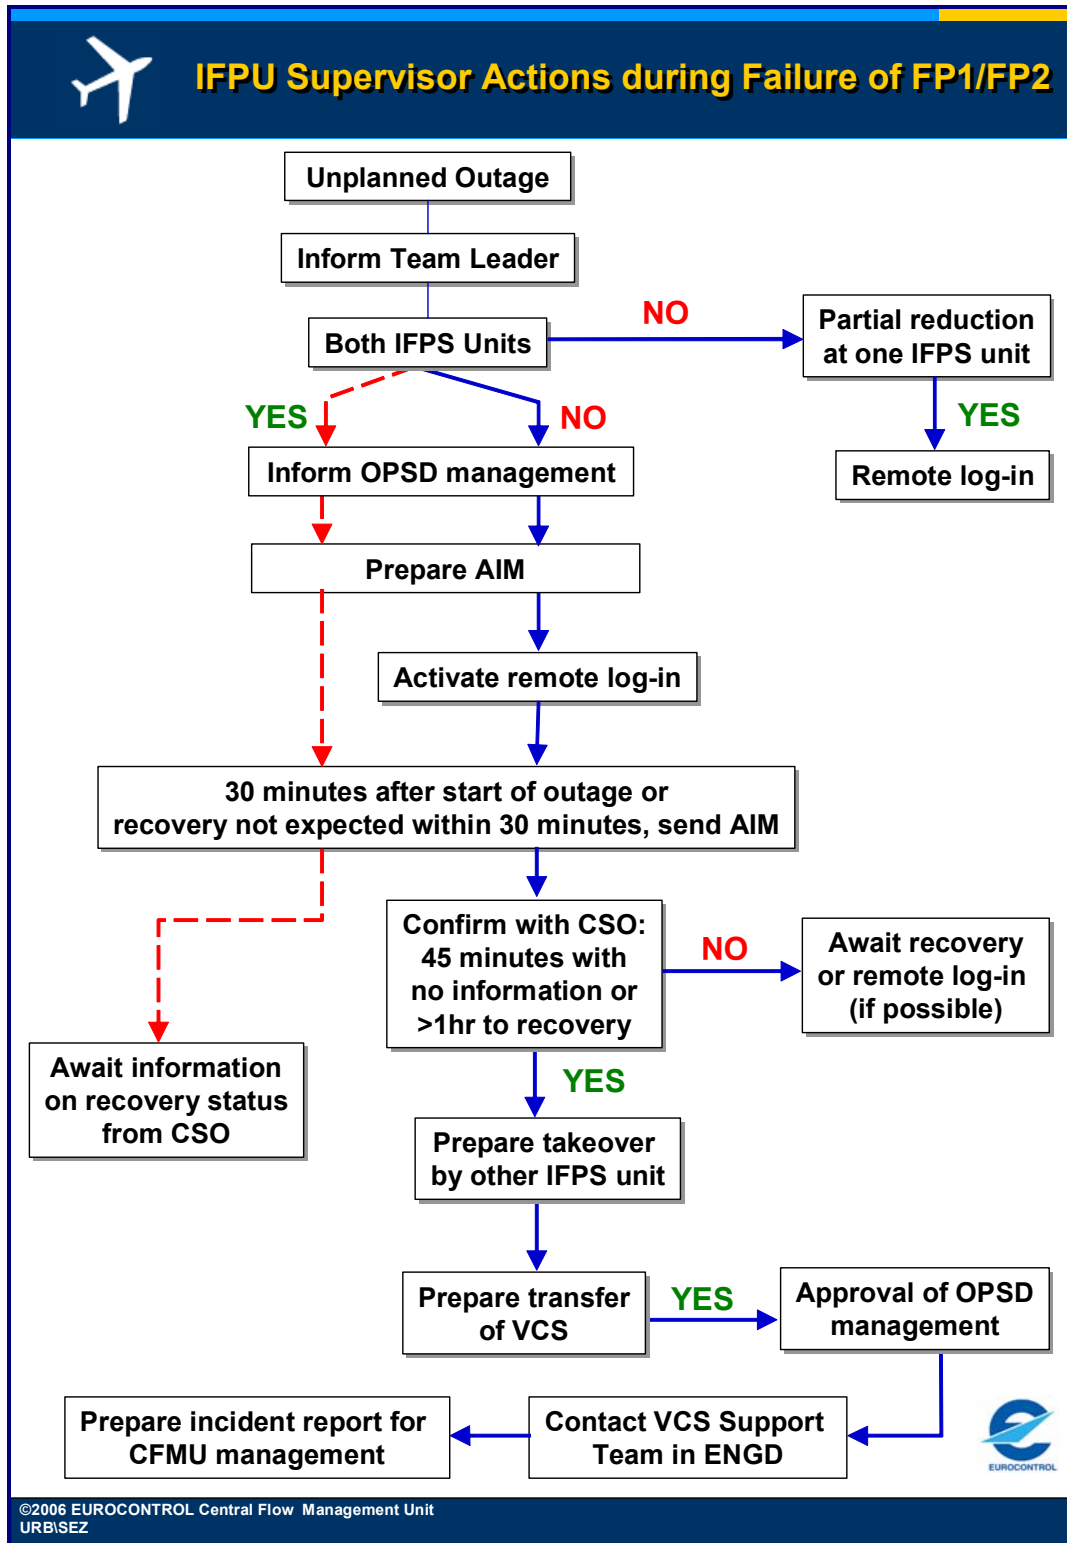 IFPU Supervisor Actions during Failure of FP1/FP2
Unplanned Outage
Inform Team Leader
Both IFPS Units
NO
Partial reduction
at one IFPS unit
YES
NO
YES
Inform OPSD management
Remote log-in
Prepare AIM
Activate remote log-in
30 minutes after start of outage or
recovery not expected within 30 minutes, send AIM
Confirm with CSO:
45 minutes with
no information or
>1hr to recovery
NO
Await recovery
or remote log-in
(if possible)
Await information
on recovery status
from CSO
YES
Prepare takeover
by other IFPS unit
Prepare transfer
of VCS
YES
Approval of OPSD
management
Prepare incident report for
CFMU management
Contact VCS Support
Team in ENGD
EUROCONTROL
©2006 EUROCONTROL Central Flow Management Unit
URB\SEZ